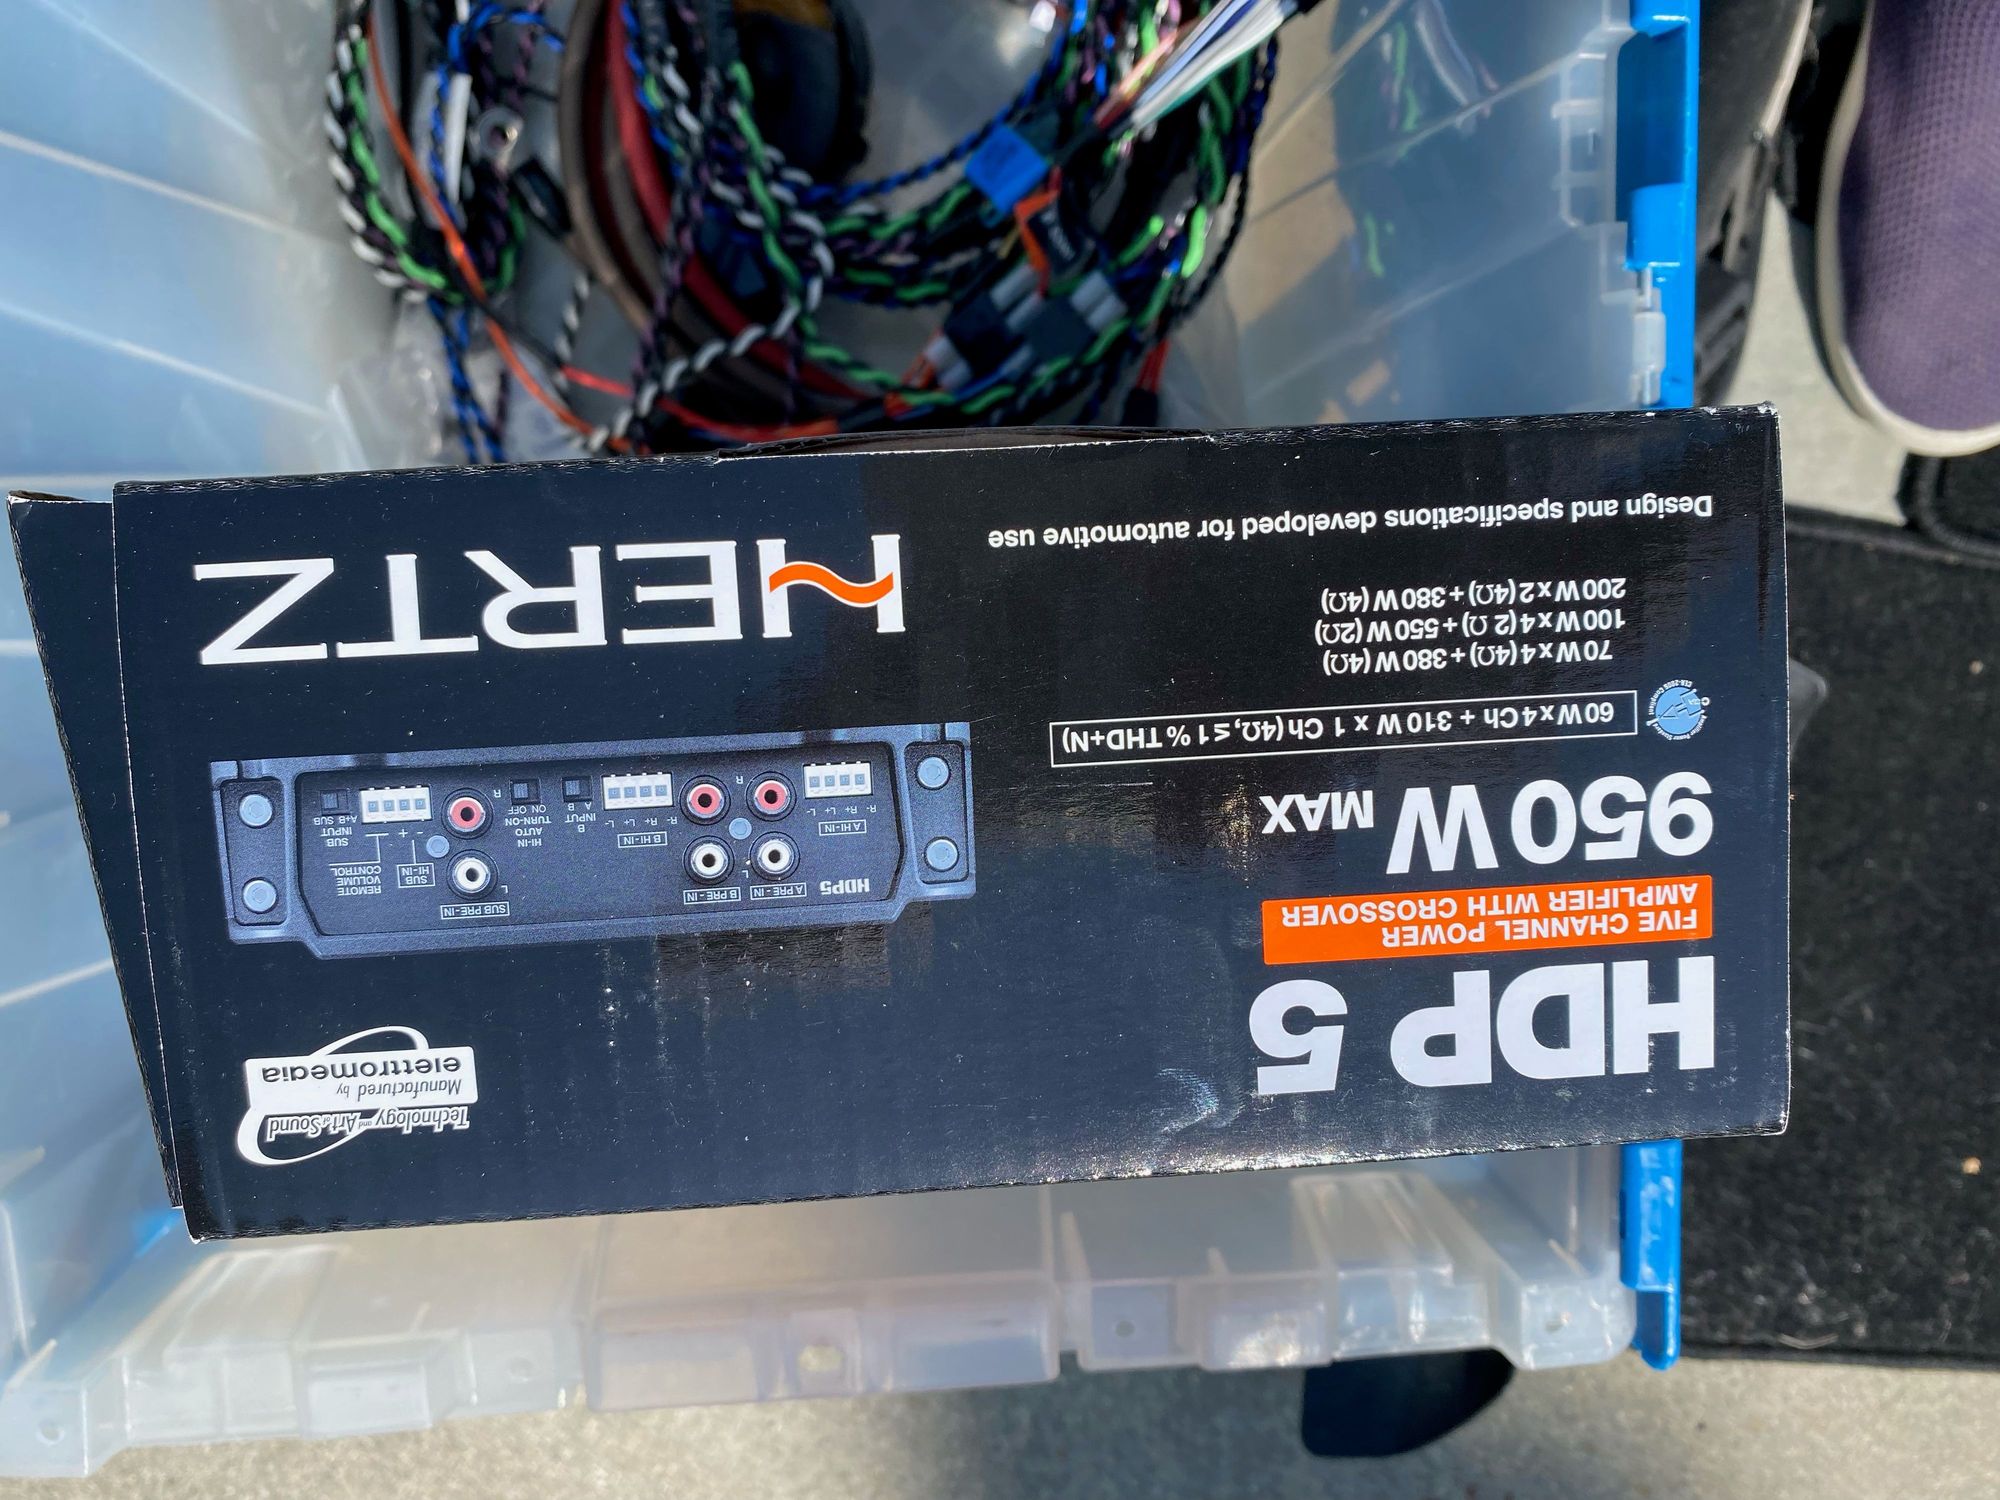 HDP 5
FIVE CHANNEL POWER
AMPLIFIER WITH CROSSOVER
950 W MAX
60 W x 4 Ch + 310 W x 1 Ch (4Ω, ≤ 1 % THD+N)
70 W x 4 (4Ω) + 380 W (4Ω)
100 W x 4 (2 Ω) + 550 W (2Ω)
200 W x 2 (4Ω) + 380 W (4Ω)
Design and specifications developed for automotive use
Technology and Art of Sound
Manufactured by
elettromedia
HDP5
A PRE - IN
B PRE - IN
SUB PRE - IN
L
L
R
R
A HI - IN
R- R+ L+ L-
B HI - IN
R- R+ L+ L-
INPUT
A B
B
HI-IN
AUTO
TURN-ON
ON OFF
SUB
HI - IN
- +
REMOTE
VOLUME
CONTROL
SUB
INPUT
A+B SUB
HERTZ